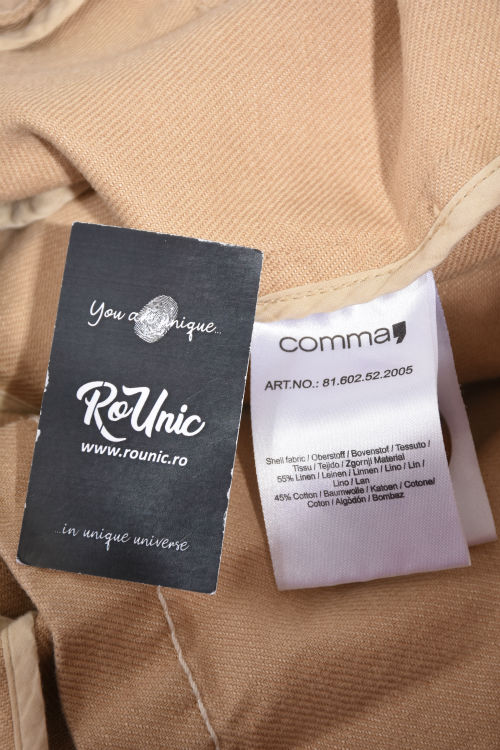 You are unique...
RoUnic
www.rounic.ro
...in unique universe
comma,
ART.NO.: 81.602.52.2005
Shell fabric / Oberstoff / Bovenstof / Tessuto /
Tissu / Tejido / Zgornji Material
55% Linen / Leinen / Linnen / Lino / Lin /
Lino / Lan
45% Cotton / Baumwolle / Katoen / Cotone/
Coton / Algodón / Bombaz